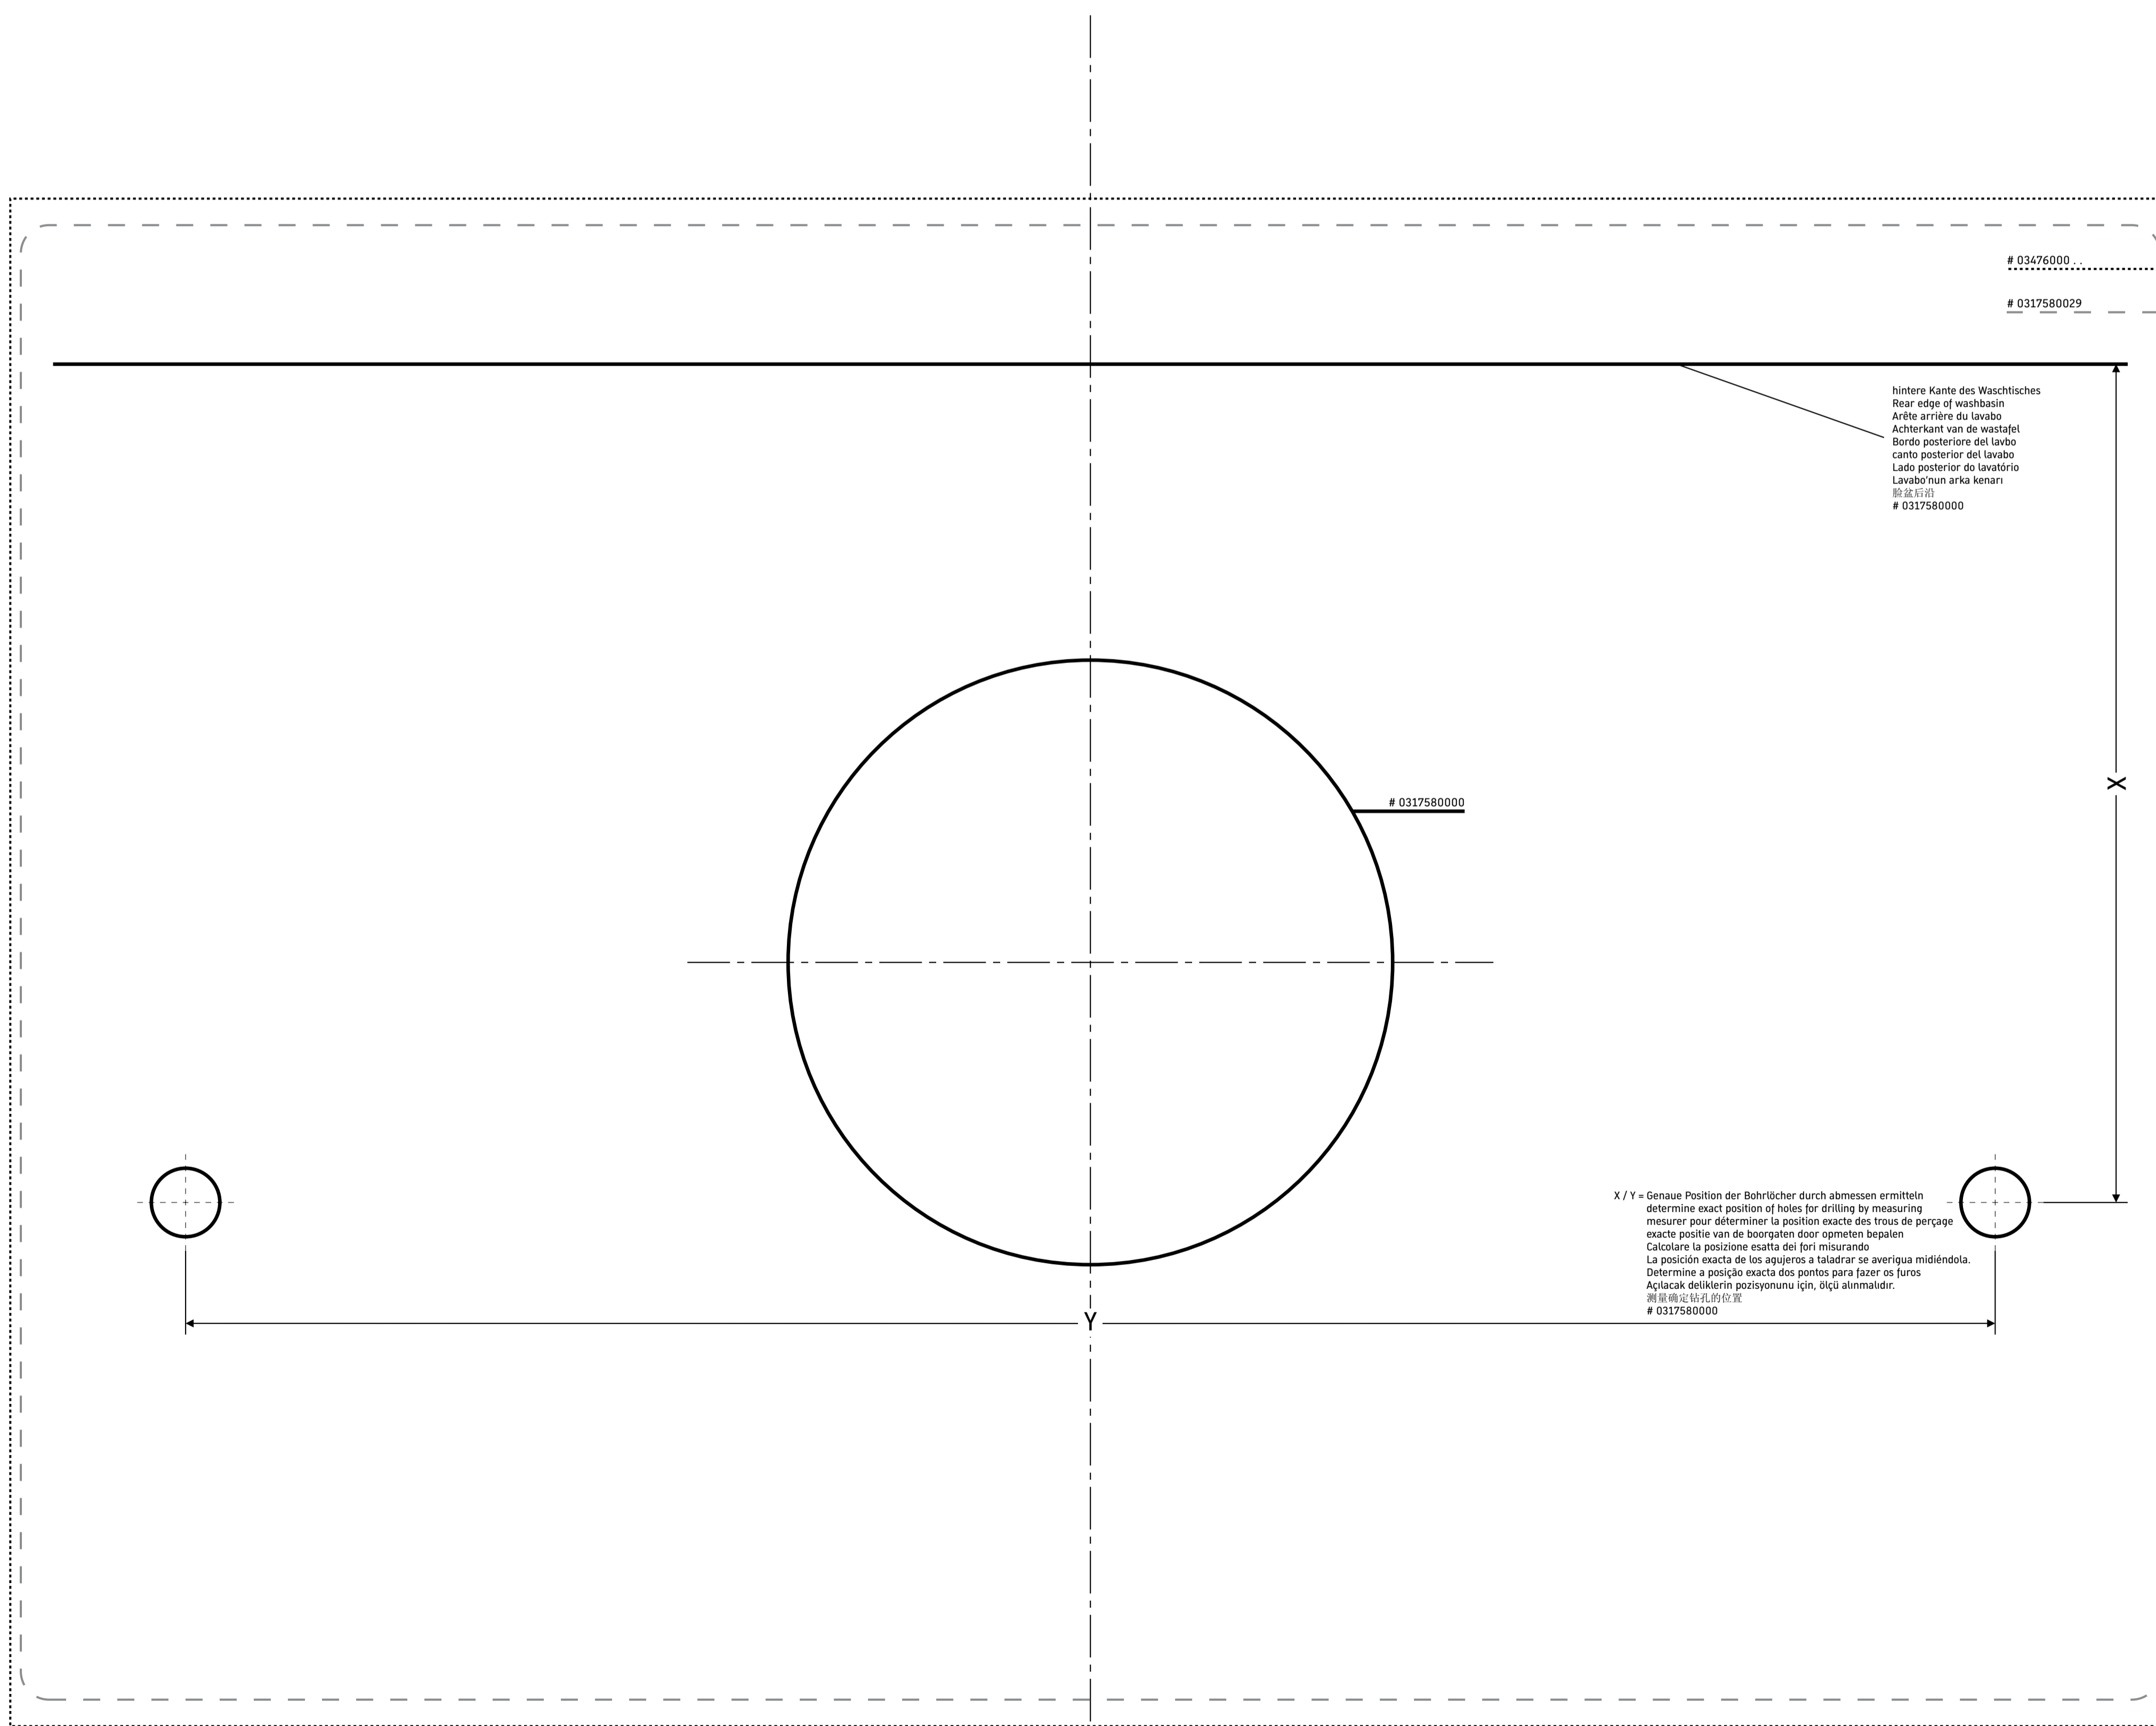 # 03476000 . .
# 0317580029
hintere Kante des Waschtisches
Rear edge of washbasin
Arête arrière du lavabo
Achterkant van de wastafel
Bordo posteriore del lavbo
canto posterior del lavabo
Lado posterior do lavatório
Lavabo'nun arka kenarı
脸盆后沿
# 0317580000
X
# 0317580000
X / Y = Genaue Position der Bohrlöcher durch abmessen ermitteln
determine exact position of holes for drilling by measuring
mesurer pour déterminer la position exacte des trous de perçage
exacte positie van de boorgaten door opmeten bepalen
Calcolare la posizione esatta dei fori misurando
La posición exacta de los agujeros a taladrar se averigua midiéndola.
Determine a posição exacta dos pontos para fazer os furos
Açılacak deliklerin pozisyonunu için, ölçü alınmalıdır.
测量确定钻孔的位置
# 0317580000
Y